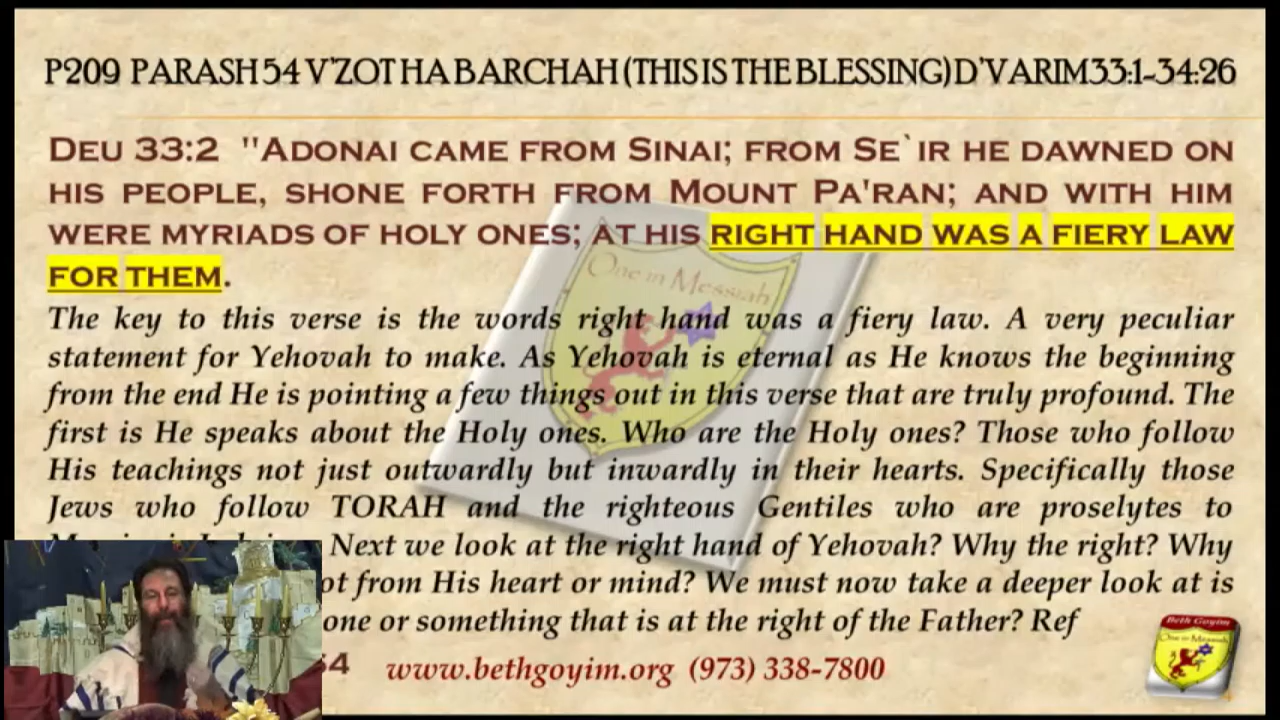 P209 PARASH 54 V'ZOT HA BARCHAH (THIS IS THE BLESSING) D'VARIM 33:1-34:26
DEU 33:2 "ADONAI CAME FROM SINAI; FROM SE`IR HE DAWNED ON
HIS PEOPLE, SHONE FORTH FROM MOUNT PA'RAN; AND WITH HIM
WERE MYRIADS OF HOLY ONES; AT HIS RIGHT HAND WAS A FIERY LAW
FOR THEM.
One in Messiah
The key to this verse is the words right hand was a fiery law. A very peculiar
statement for Yehovah to make. As Yehovah is eternal as He knows the beginning
from the end He is pointing a few things out in this verse that are truly profound. The
first is He speaks about the Holy ones. Who are the Holy ones? Those who follow
His teachings not just outwardly but inwardly in their hearts. Specifically those
Jews who follow TORAH and the righteous Gentiles who are proselytes to
Next we look at the right hand of Yehovah? Why the right? Why
ot from His heart or mind? We must now take a deeper look at is
one or something that is at the right of the Father? Ref
54 www.bethgoyim.org (973) 338-7800
Beth Goyim
One in Messiah